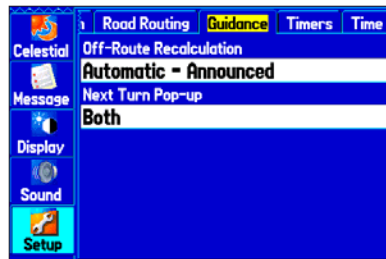 Road Routing Guidance Timers Time
Celestial
Off-Route Recalculation
Automatic - Announced
Message
Next Turn Pop-up
Both
Display
Sound
Setup